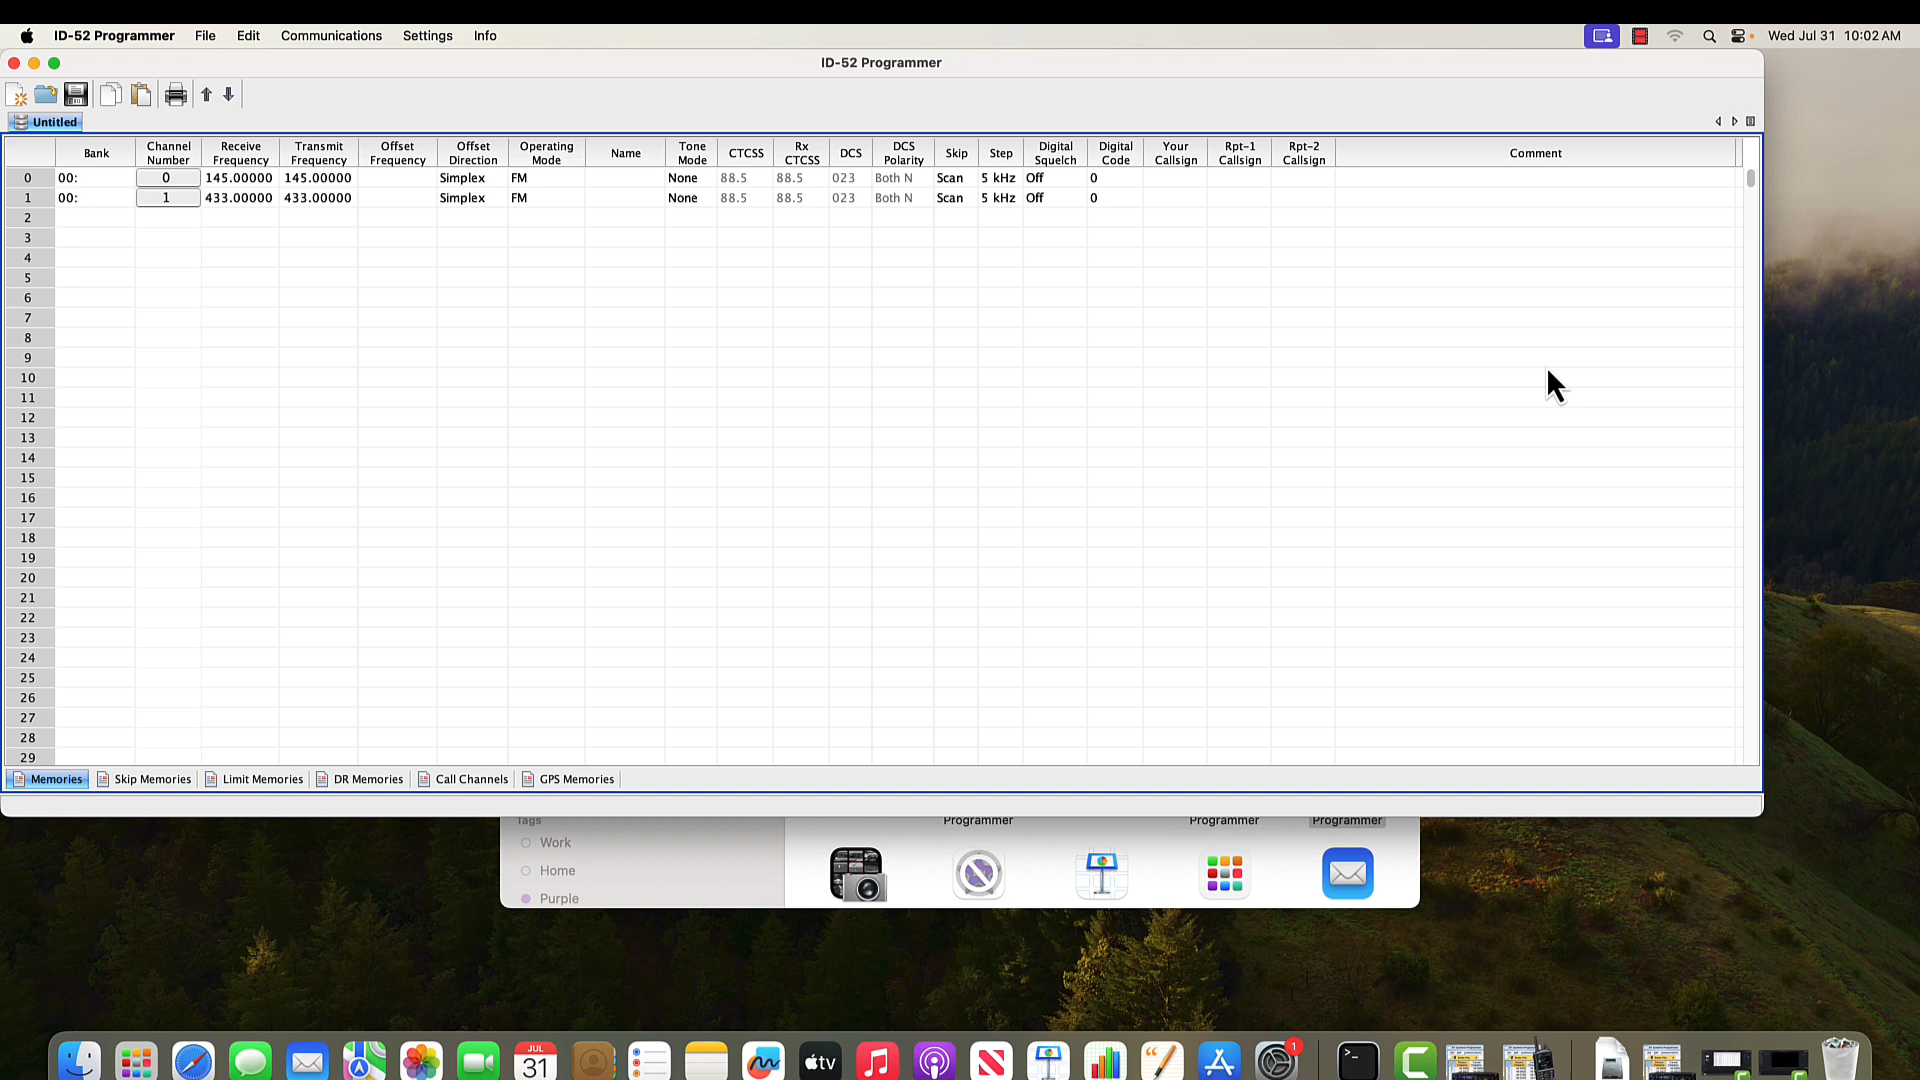 ID-52 Programmer File Edit Communications Settings Info Wed Jul 31 10:02 AM
ID-52 Programmer
Untitled
Bank Channel Number Receive Frequency Transmit Frequency Offset Frequency Offset Direction Operating Mode Name Tone Mode CTCSS Rx CTCSS DCS DCS Polarity Skip Step Digital Squelch Digital Code Your Callsign Rpt-1 Callsign Rpt-2 Callsign Comment
0 00: 0 145.00000 145.00000 Simplex FM None 88.5 88.5 023 Both N Scan 5 kHz Off 0
1 00: 1 433.00000 433.00000 Simplex FM None 88.5 88.5 023 Both N Scan 5 kHz Off 0
2
3
4
5
6
7
8
9
10
11
12
13
14
15
16
17
18
19
20
21
22
23
24
25
26
27
28
29
Memories Skip Memories Limit Memories DR Memories Call Channels GPS Memories
Tags Programmer Programmer Programmer
Work
Home
Purple
JUL
31
tv
1